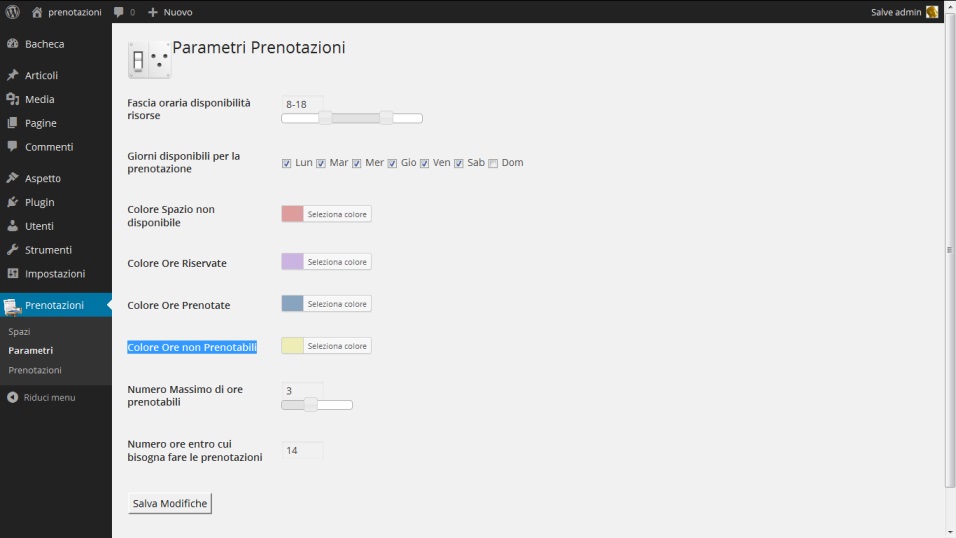 prenotazioni
0
Nuovo
Salve admin
Bacheca
Articoli
Media
Pagine
Commenti
Aspetto
Plugin
Utenti
Strumenti
Impostazioni
Prenotazioni
Spazi
Parametri
Prenotazioni
Riduci menu
Parametri Prenotazioni
Fascia oraria disponibilità
risorse
8-18
Giorni disponibili per la
prenotazione
Lun Mar Mer Gio Ven Sab Dom
Colore Spazio non
disponibile
Seleziona colore
Colore Ore Riservate
Seleziona colore
Colore Ore Prenotate
Seleziona colore
Colore Ore non Prenotabili
Seleziona colore
Numero Massimo di ore
prenotabili
3
Numero ore entro cui
bisogna fare le prenotazioni
14
Salva Modifiche